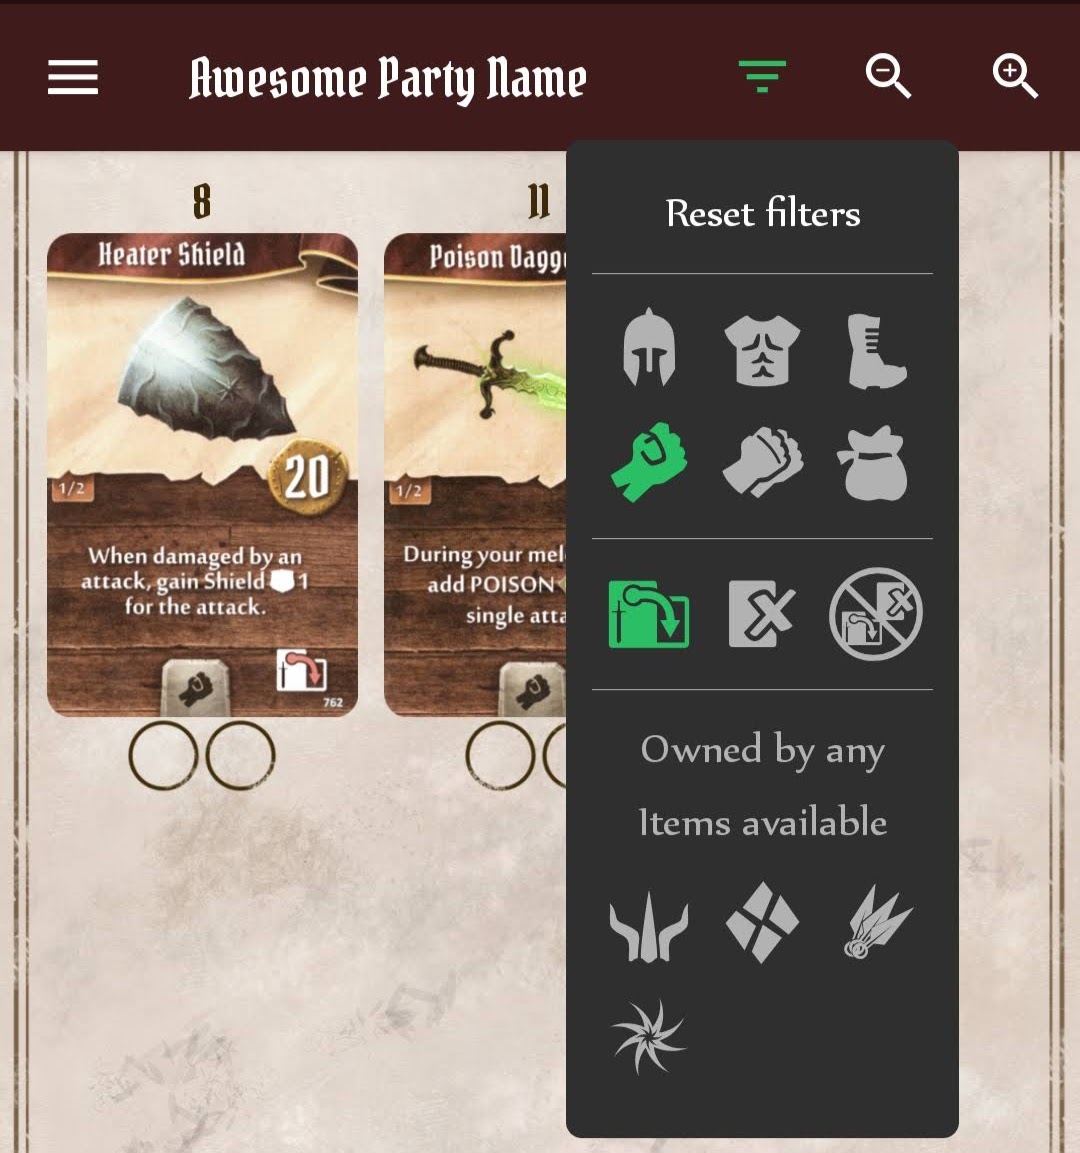 Awesome Party Name
8
11
Heater Shield
20
1/2
When damaged by an
attack, gain Shield 1
for the attack.
762
Poison Dagg
1/2
During your mel
add POISON
single atta
Reset filters
Owned by any
Items available